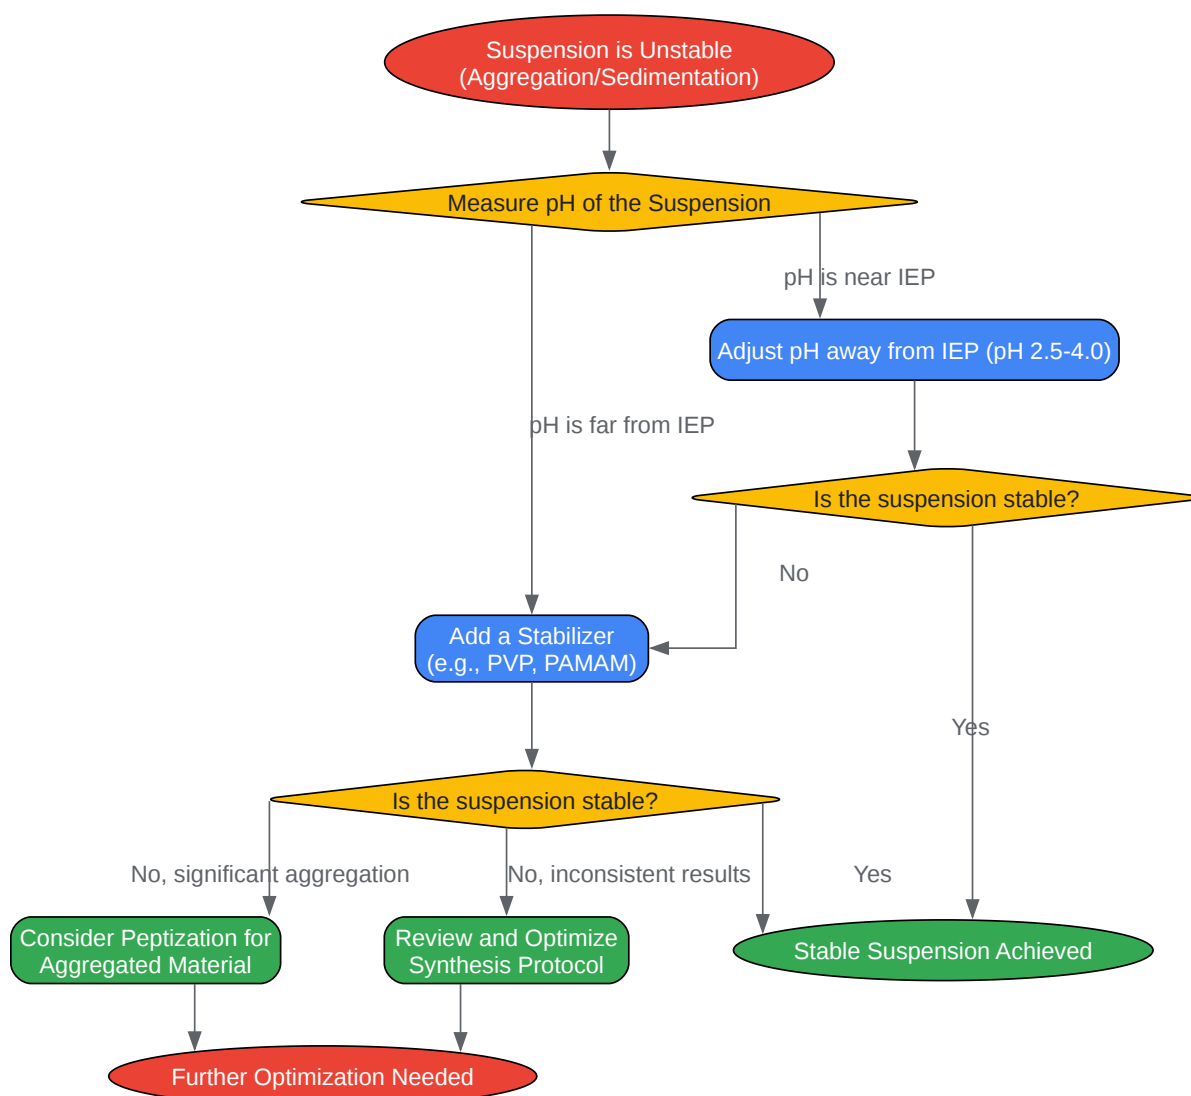 Suspension is Unstable
(Aggregation/Sedimentation)
Measure pH of the Suspension
pH is near IEP
Adjust pH away from IEP (pH 2.5-4.0)
pH is far from IEP
Is the suspension stable?
No
Add a Stabilizer
(e.g., PVP, PAMAM)
Yes
Is the suspension stable?
No, significant aggregation
No, inconsistent results
Yes
Consider Peptization for
Aggregated Material
Review and Optimize
Synthesis Protocol
Stable Suspension Achieved
Further Optimization Needed